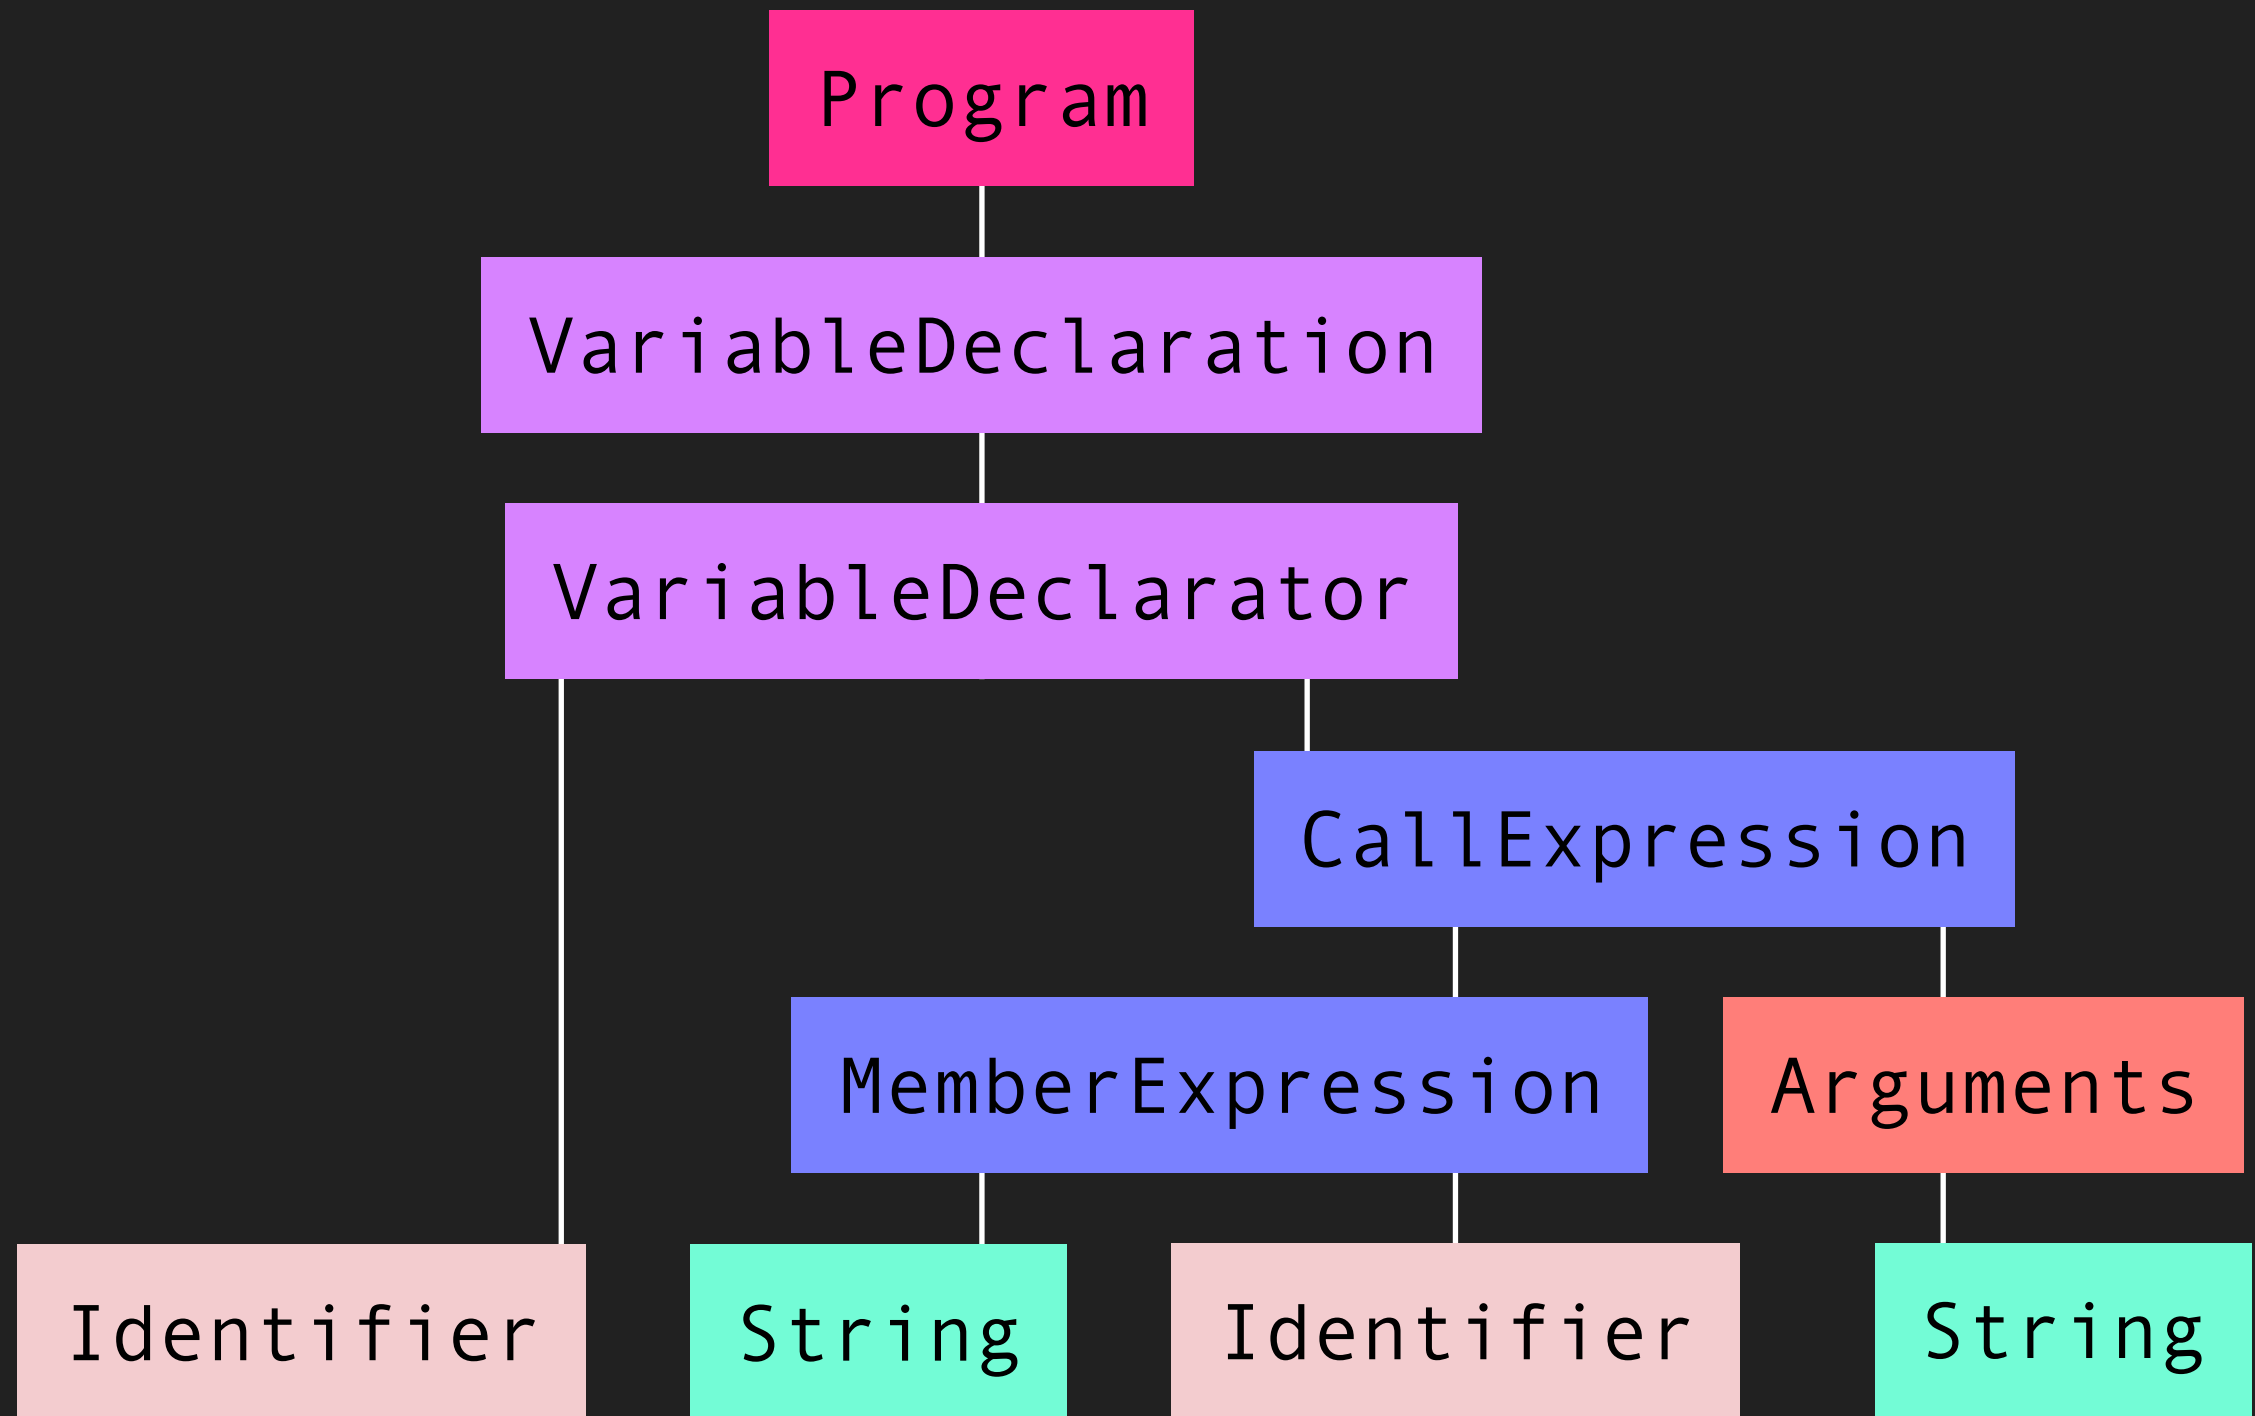 Program
VariableDeclaration
VariableDeclarator
CallExpression
MemberExpression
Arguments
Identifier
String
Identifier
String